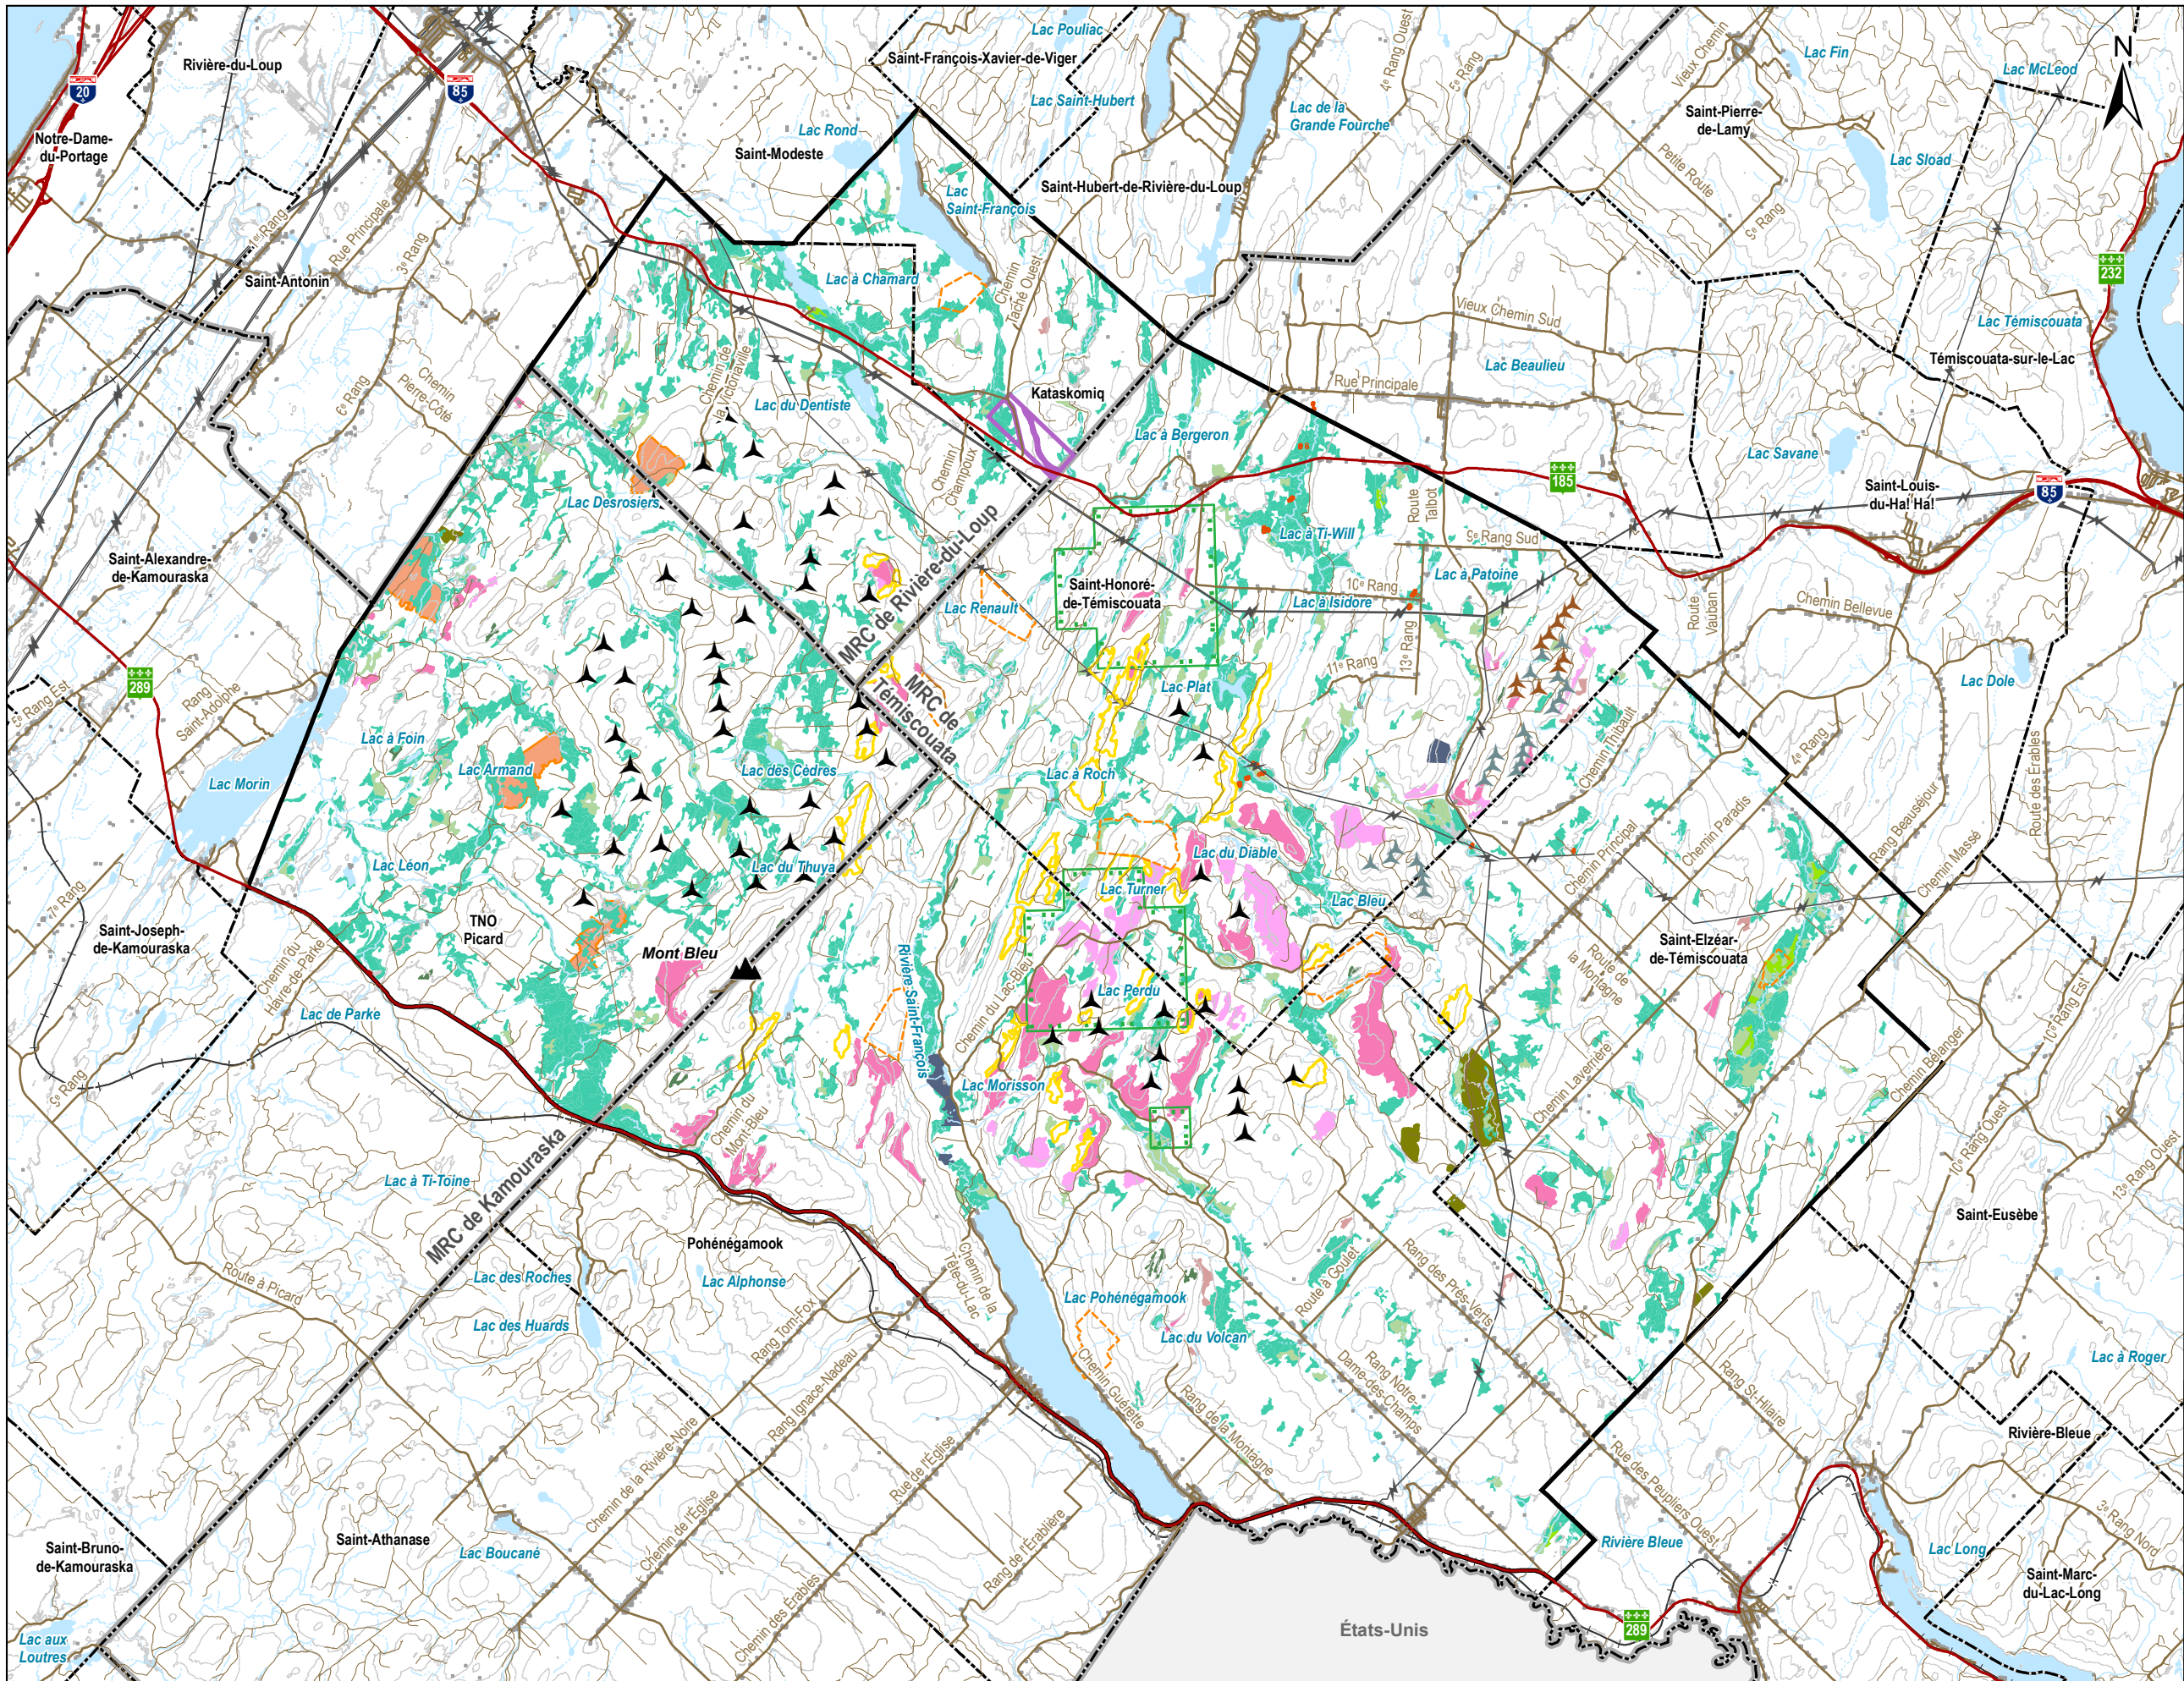 Lac Pouliac
Saint-François-Xavier-de-Viger
Rivière-du-Loup
20
85
4e Rang Ouest
5e Rang
Vieux Chemin
Lac Fin
Lac McLeod
N
Lac Saint-Hubert
Lac de la
Grande Fourche
Saint-Pierre-
de-Lamy
Notre-Dame-
du-Portage
Lac Rond
Saint-Modeste
Petite Route
Lac Sload
Lac
Saint-François
Saint-Hubert-de-Rivière-du-Loup
1er Rang
Rue Principale
3e Rang
5e Rang
232
Saint-Antonin
Lac à Chamard
Chemin
Taché Ouest
Vieux Chemin Sud
Lac Témiscouata
Témiscouata-sur-le-Lac
Lac Beaulieu
Rue Principale
6e Rang
Chemin
Pierre-Côté
Chemin de
la Victoriaville
Lac du Dentiste
Kataskomiq
Lac à Bergeron
Lac Savane
185
85
Saint-Louis-
du-Ha! Ha!
Chemin
Champoux
Lac Desrosiers
Route
Talbot
Lac à Ti-Will
9e Rang Sud
Saint-Alexandre-
de-Kamouraska
MRC de Rivière-du-Loup
Saint-Honoré-
de-Témiscouata
Lac à Patoine
10e Rang
Lac à Isidore
Lac Renault
Route
Vauban
Chemin Bellevue
13e Rang
11e Rang
289
5e Rang Est
Rang
Saint-Adolphe
MRC de
Témiscouata
Lac Plat
Lac Dole
Lac à Foin
Chemin Thibault
4e Rang
Route des Érables
Lac Morin
Lac Armand
Lac des Cèdres
Lac à Roch
Rang Beauséjour
Chemin Paradis
Chemin Principal
Chemin Masse
Lac Léon
Lac du Thuya
Lac du Diable
Lac Turner
Lac Bleu
7e Rang
TNO
Picard
Saint-Joseph-
de-Kamouraska
Mont Bleu
Saint-Elzéar-
de-Témiscouata
Route de
la Montagne
Chemin du
Havre-de-Parke
Rivière Saint-François
Chemin du Lac-Bleu
Lac Perdu
10e Rang Est
Lac de Parke
9e Rang
Lac Morisson
Chemin Laverrière
Chemin Bélanger
Chemin du
Mont-Bleu
10e Rang Ouest
13e Rang Ouest
MRC de Kamouraska
Lac à Ti-Toine
Saint-Eusèbe
Pohénégamook
Lac des Roches
Lac Alphonse
Route à Picard
Chemin de la
Tête-du-Lac
Lac Pohénégamook
Route à Goulet
Rang des Prés-Verts
Lac des Huards
Rang Tom-Fox
Lac du Volcan
Lac à Roger
Rang Ignace-Nadeau
Chemin Guérette
Rang Notre-
Dame-des-Champs
Rang St-Hilaire
Rang de la Montagne
Rivière-Bleue
Chemin de la Rivière-Noire
Rue de l'Église
Rue des Peupliers Ouest
Chemin de l'Église
Saint-Athanase
Lac Boucané
Rivière Bleue
Lac Long
3e Rang Nord
Saint-Bruno-
de-Kamouraska
Rang de l'Érablière
Chemin des Érables
Saint-Marc-
du-Lac-Long
États-Unis
289
Lac aux
Loutres